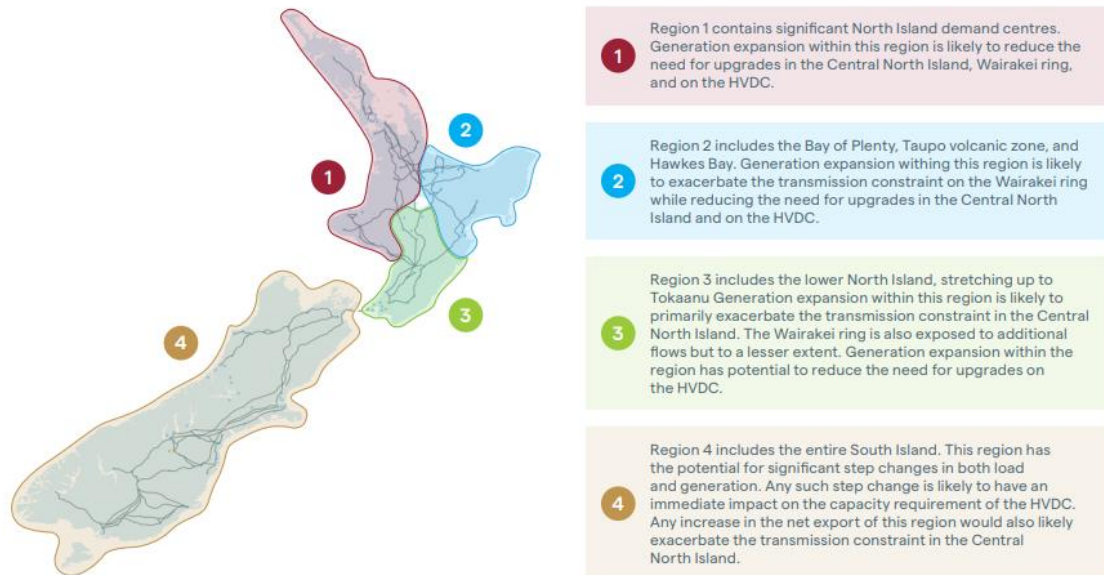 1
Region 1 contains significant North Island demand centres.
Generation expansion within this region is likely to reduce the
need for upgrades in the Central North Island, Wairakei ring,
and on the HVDC.
2
Region 2 includes the Bay of Plenty, Taupo volcanic zone, and
Hawkes Bay. Generation expansion withing this region is likely
to exacerbate the transmission constraint on the Wairakei ring
while reducing the need for upgrades in the Central North
Island and on the HVDC.
3
Region 3 includes the lower North Island, stretching up to
Tokaanu Generation expansion within this region is likely to
primarily exacerbate the transmission constraint in the Central
North Island. The Wairakei ring is also exposed to additional
flows but to a lesser extent. Generation expansion within the
region has potential to reduce the need for upgrades on
the HVDC.
4
Region 4 includes the entire South Island. This region has
the potential for significant step changes in both load
and generation. Any such step change is likely to have an
immediate impact on the capacity requirement of the HVDC.
Any increase in the net export of this region would also likely
exacerbate the transmission constraint in the Central
North Island.
2
1
3
4